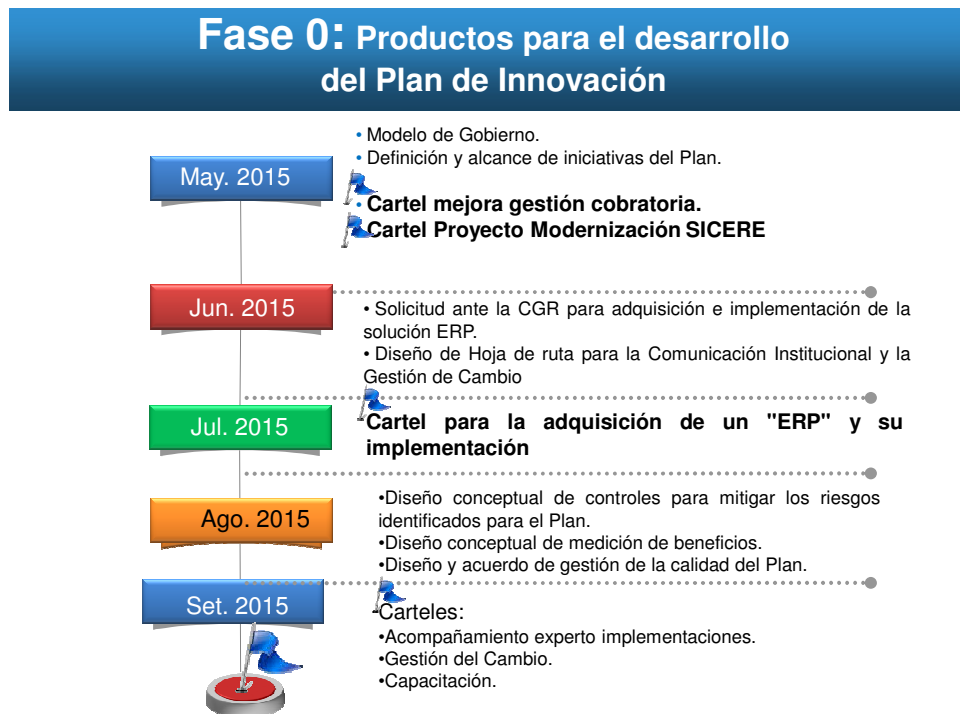 Fase 0: Productos para el desarrollo
del Plan de Innovación
May. 2015
• Modelo de Gobierno.
• Definición y alcance de iniciativas del Plan.
• Cartel mejora gestión cobratoria.
Cartel Proyecto Modernización SICERE
Jun. 2015
• Solicitud ante la CGR para adquisición e implementación de la
solución ERP.
• Diseño de Hoja de ruta para la Comunicación Institucional y la
Gestión de Cambio
Jul. 2015
Cartel para la adquisición de un "ERP" y su
implementación
Ago. 2015
•Diseño conceptual de controles para mitigar los riesgos
identificados para el Plan.
•Diseño conceptual de medición de beneficios.
•Diseño y acuerdo de gestión de la calidad del Plan.
Set. 2015
Carteles:
•Acompañamiento experto implementaciones.
•Gestión del Cambio.
•Capacitación.